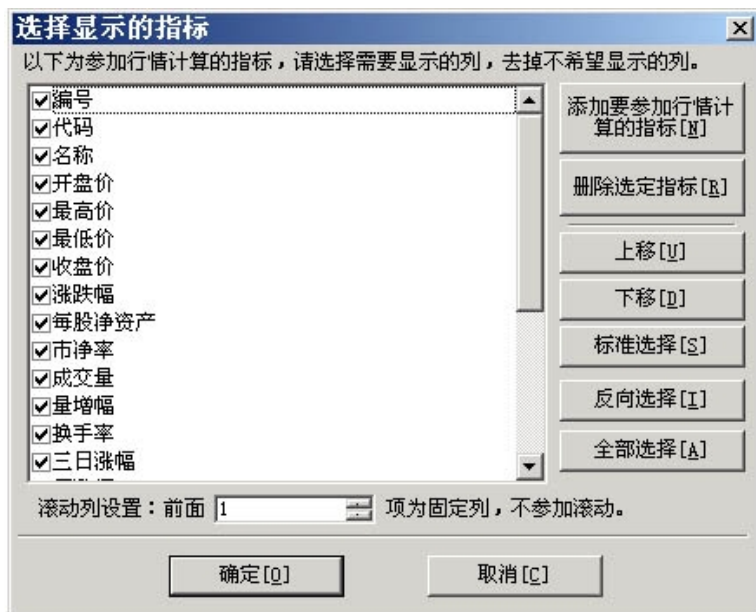 选择显示的指标
以下为参加行情计算的指标，请选择需要显示的列，去掉不希望显示的列。
编号
代码
名称
开盘价
最高价
最低价
收盘价
涨跌幅
每股净资产
市净率
成交量
量增幅
换手率
三日涨幅
添加要参加行情计
算的指标[N]
删除选定指标[R]
上移[U]
下移[D]
标准选择[S]
反向选择[I]
全部选择[A]
滚动列设置：前面 1 项为固定列，不参加滚动。
确定[O]
取消[C]